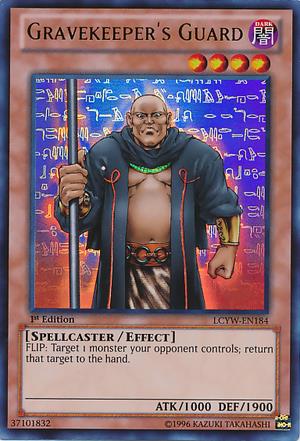 GRAVEKEEPER'S GUARD
DARK
闇
1st Edition
LCYW-EN184
[SPELLCASTER / EFFECT]
FLIP: Target 1 monster your opponent controls; return
that target to the hand.
ATK/1000 DEF/1900
37101832
©1996 KAZUKI TAKAHASHI